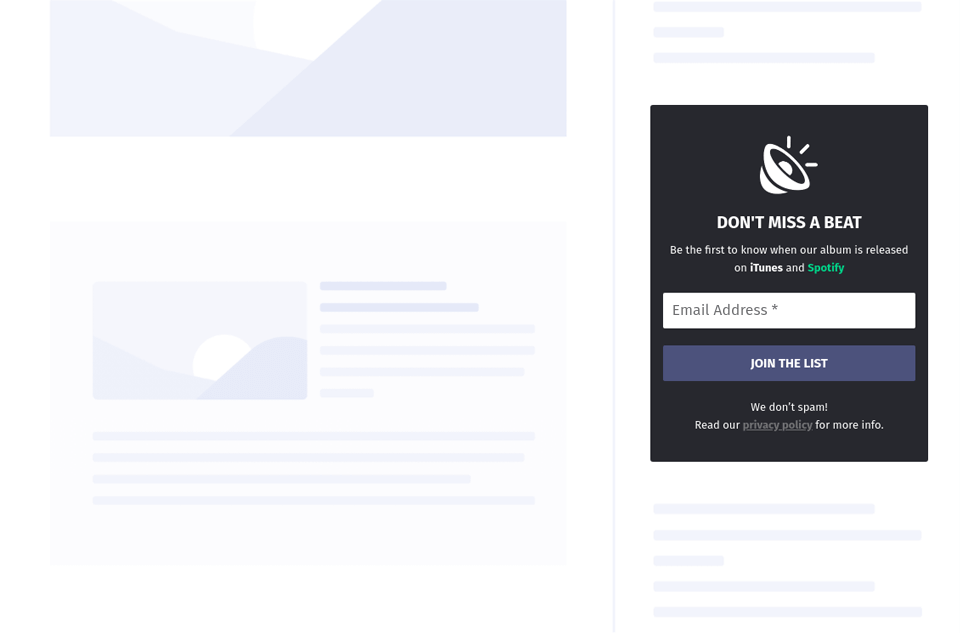 DON'T MISS A BEAT
Be the first to know when our album is released
on iTunes and Spotify
Email Address *
JOIN THE LIST
We don’t spam!
Read our privacy policy for more info.